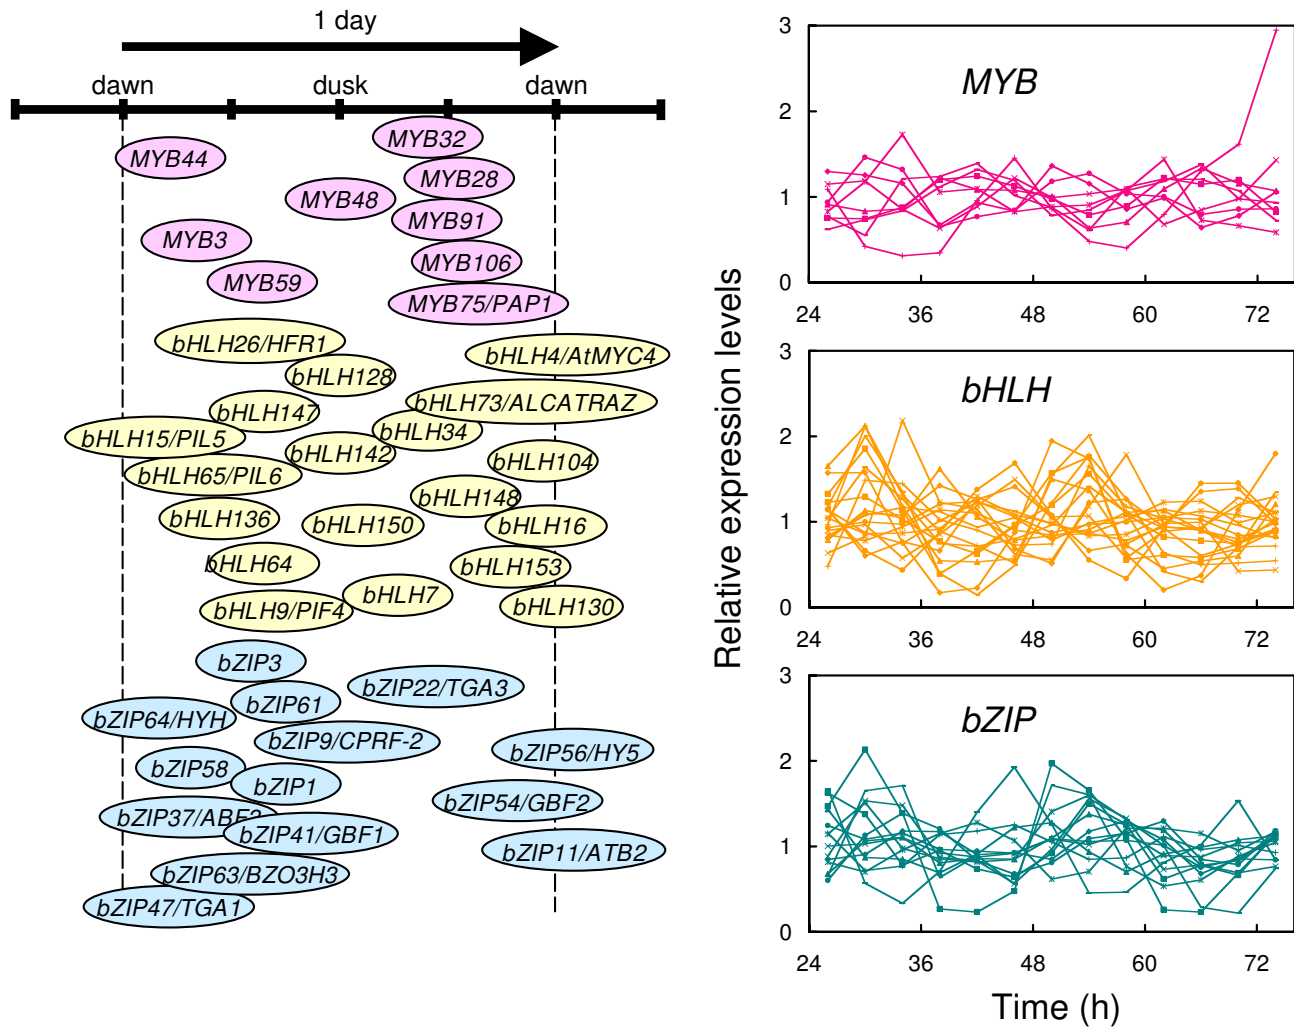 1 day
dawn
dusk
dawn
MYB32
MYB44
MYB28
MYB48
MYB91
MYB3
MYB106
MYB59
MYB75/PAP1
bHLH26/HFR1
bHLH4/AtMYC4
bHLH128
bHLH73/ALCATRAZ
bHLH147
bHLH34
bHLH15/PIL5
bHLH142
bHLH104
bHLH65/PIL6
bHLH148
bHLH136
bHLH150
bHLH16
bHLH64
bHLH153
bHLH7
bHLH9/PIF4
bHLH130
bZIP3
bZIP22/TGA3
bZIP61
bZIP64/HYH
bZIP9/CPRF-2
bZIP56/HY5
bZIP58
bZIP1
bZIP54/GBF2
bZIP37/ABF3
bZIP41/GBF1
bZIP11/ATB2
bZIP63/BZO3H3
bZIP47/TGA1
Relative expression levels
3
MYB
2
1
0
24
36
48
60
72
3
bHLH
2
1
0
24
36
48
60
72
3
bZIP
2
1
0
24
36
48
60
72
Time (h)